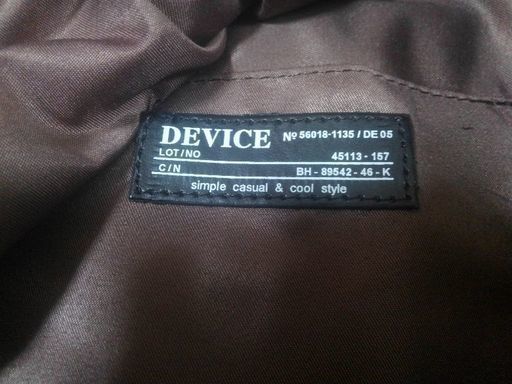 DEVICE Nº 56018-1135 / DE 05
LOT/NO 45113 - 157
C/N BH - 89542 - 46 - K
simple casual & cool style